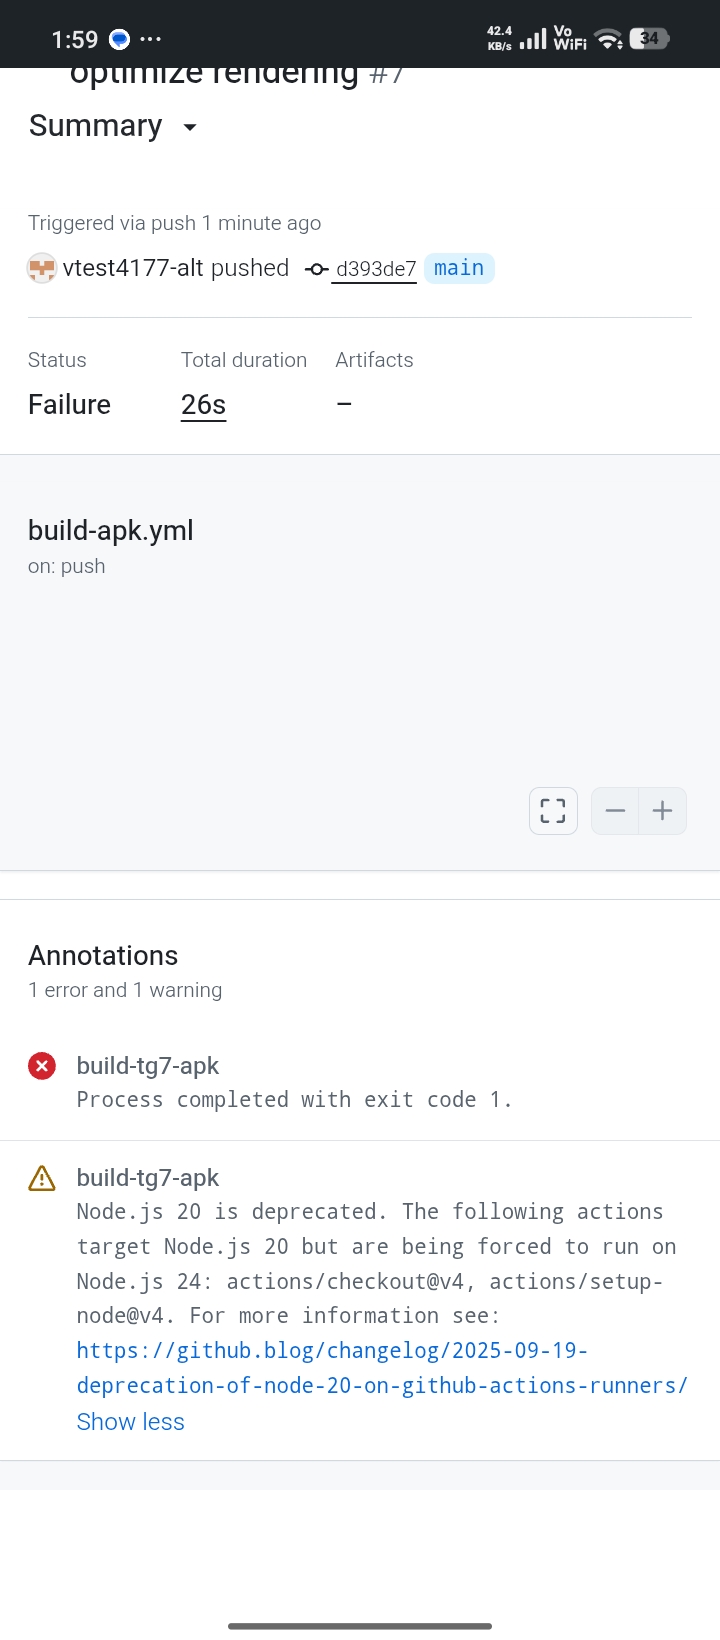 1:59
42.4
KB/s
Vo
WiFi
34
optimize rendering #7
Summary
Triggered via push 1 minute ago
vtest4177-alt pushed d393de7 main
Status Total duration Artifacts
Failure 26s –
build-apk.yml
on: push
Annotations
1 error and 1 warning
build-tg7-apk
Process completed with exit code 1.
build-tg7-apk
Node.js 20 is deprecated. The following actions
target Node.js 20 but are being forced to run on
Node.js 24: actions/checkout@v4, actions/setup-
node@v4. For more information see:
https://github.blog/changelog/2025-09-19-
deprecation-of-node-20-on-github-actions-runners/
Show less